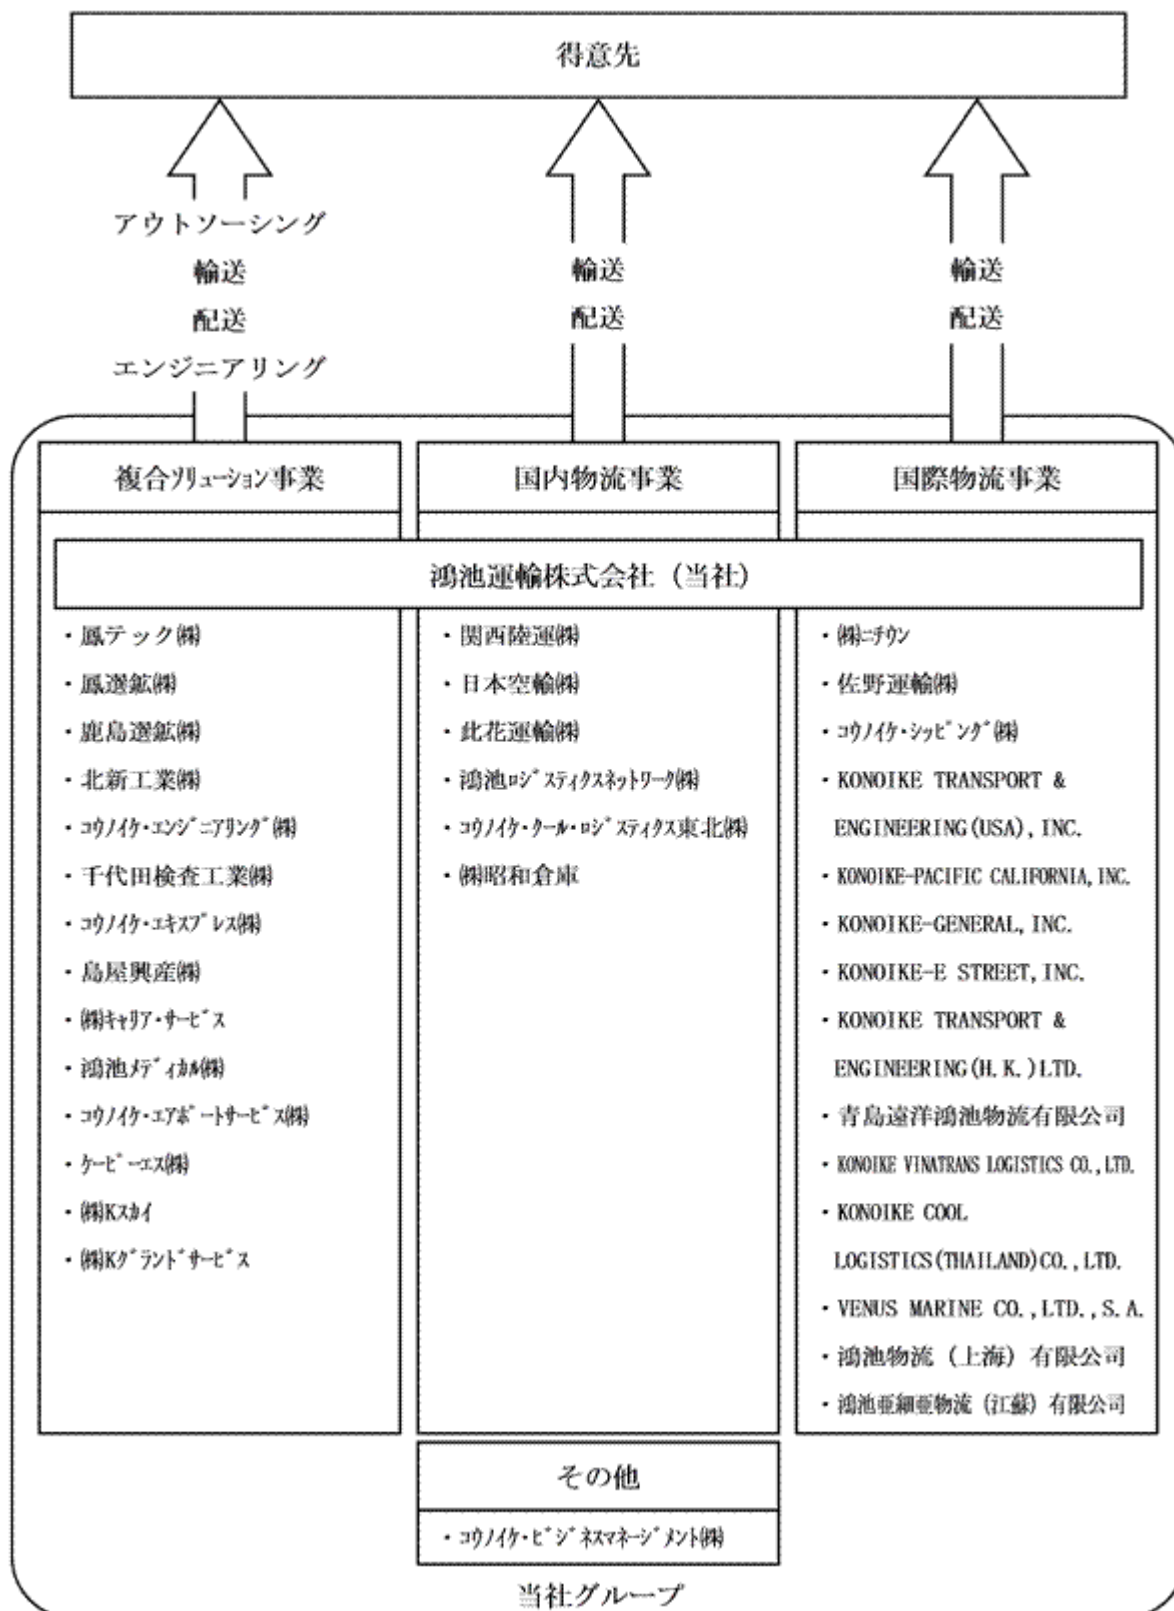 得意先
アウトソーシング
輸送
配送
エンジニアリング
輸送
配送
輸送
配送
複合ｿﾘｭｰｼｮﾝ事業
国内物流事業
国際物流事業
鴻池運輸株式会社（当社）
・鳳テック㈱
・鳳選鉱㈱
・鹿島選鉱㈱
・北新工業㈱
・ｺｳﾉｲｹ･ｴﾝｼﾞﾆｱﾘﾝｸﾞ㈱
・千代田検査工業㈱
・ｺｳﾉｲｹ･ｴｷｽﾌﾟﾚｽ㈱
・島屋興産㈱
・㈱ｷｬﾘｱ･ｻｰﾋﾞｽ
・鴻池ﾒﾃﾞｨｶﾙ㈱
・ｺｳﾉｲｹ･ｴｱﾎﾟｰﾄｻｰﾋﾞｽ㈱
・ｹｰﾋﾞｰｴｽ㈱
・㈱Kｽｶｲ
・㈱Kｸﾞﾗﾝﾄﾞｻｰﾋﾞｽ
・関西陸運㈱
・日本空輸㈱
・此花運輸㈱
・鴻池ﾛｼﾞｽﾃｨｸｽﾈｯﾄﾜｰｸ㈱
・ｺｳﾉｲｹ･ｸｰﾙ･ﾛｼﾞｽﾃｨｸｽ東北㈱
・㈱昭和倉庫
・㈱ﾆﾁｳﾝ
・佐野運輸㈱
・ｺｳﾉｲｹ･ｼｯﾋﾟﾝｸﾞ㈱
・KONOIKE TRANSPORT &
ENGINEERING(USA), INC.
・KONOIKE-PACIFIC CALIFORNIA, INC.
・KONOIKE-GENERAL, INC.
・KONOIKE-E STREET, INC.
・KONOIKE TRANSPORT &
ENGINEERING(H.K.)LTD.
・青島遠洋鴻池物流有限公司
・KONOIKE VINATRANS LOGISTICS CO.,LTD.
・KONOIKE COOL
LOGISTICS(THAILAND)CO.,LTD.
・VENUS MARINE CO.,LTD.,S.A.
・鴻池物流（上海）有限公司
・鴻池亜細亜物流（江蘇）有限公司
その他
・ｺｳﾉｲｹ･ﾋﾞｼﾞﾈｽﾏﾈｰｼﾞﾒﾝﾄ㈱
当社グループ